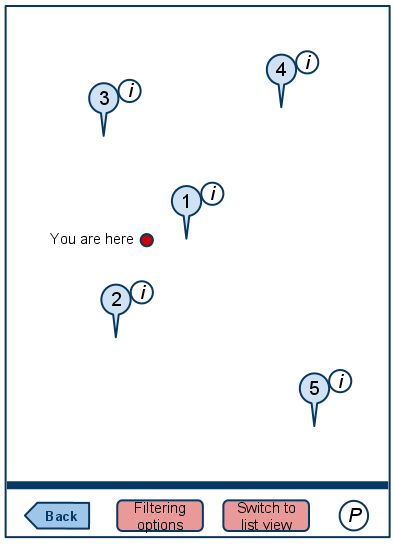 4 i
3 i
1 i
You are here
2 i
5 i
Back
Filtering
options
Switch to
list view
P